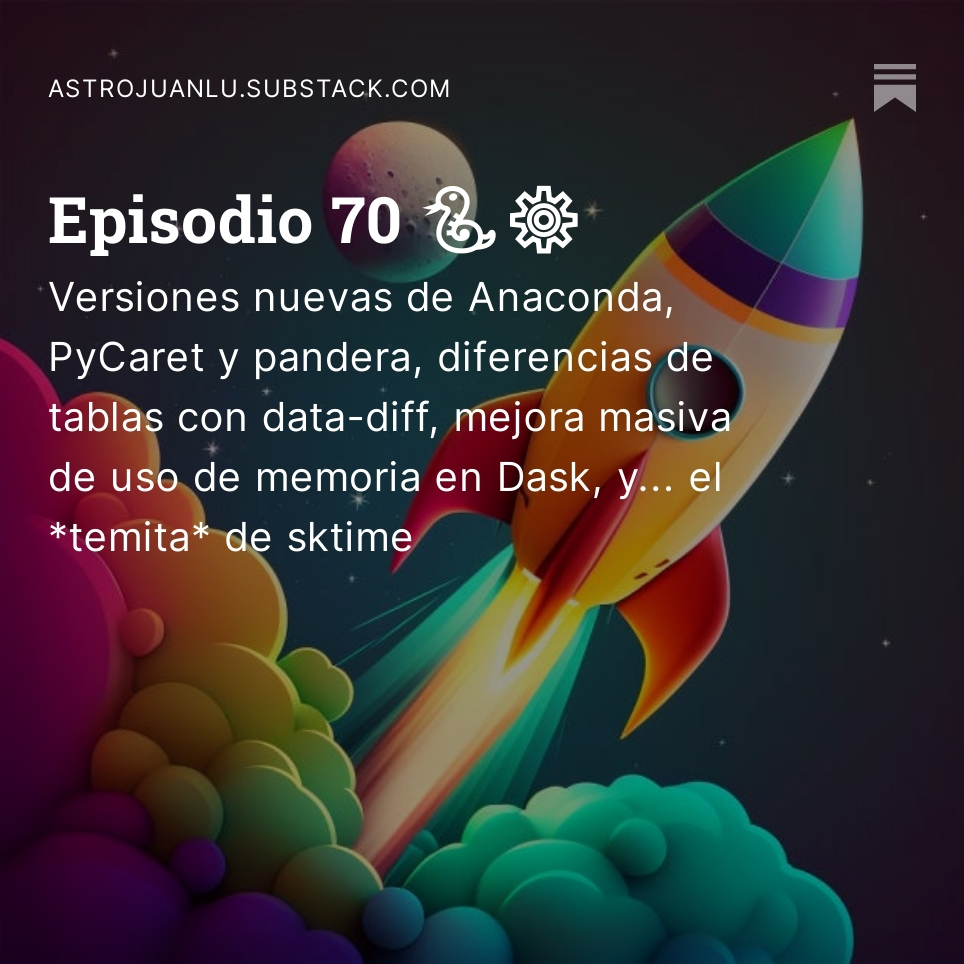 ASTROJUANLU.SUBSTACK.COM
Episodio 70 🐍⚙️
Versiones nuevas de Anaconda,
PyCaret y pandera, diferencias de
tablas con data-diff, mejora masiva
de uso de memoria en Dask, y... el
*temita* de sktime